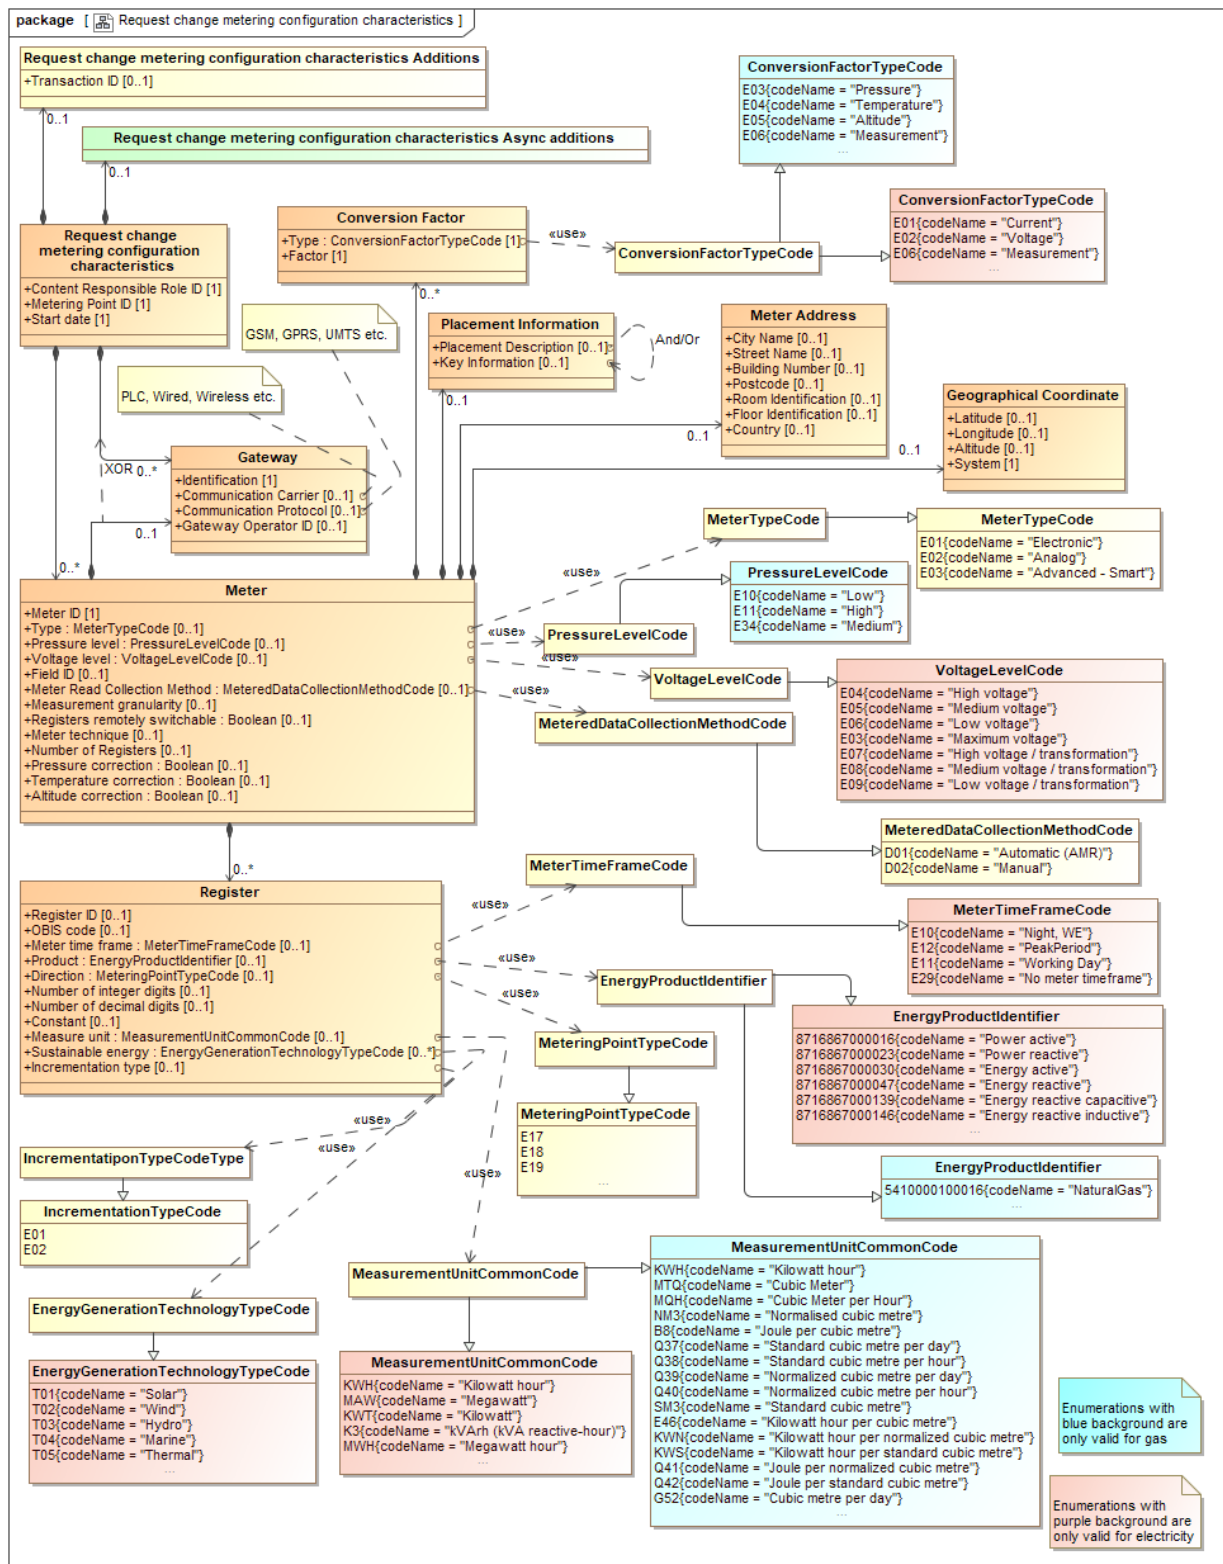 package [ Request change metering configuration characteristics ]
Request change metering configuration characteristics Additions
+Transaction ID [0..1]
0..1
Request change metering configuration characteristics Async additions
0..1
ConversionFactorTypeCode
E03{codeName = "Pressure"}
E04{codeName = "Temperature"}
E05{codeName = "Altitude"}
E06{codeName = "Measurement"}
...
ConversionFactorTypeCode
E01{codeName = "Current"}
E02{codeName = "Voltage"}
E06{codeName = "Measurement"}
...
Conversion Factor
+Type : ConversionFactorTypeCode [1]
+Factor [1]
«use»
ConversionFactorTypeCode
0..*
Request change
metering configuration
characteristics
+Content Responsible Role ID [1]
+Metering Point ID [1]
+Start date [1]
GSM, GPRS, UMTS etc.
PLC, Wired, Wireless etc.
Placement Information
+Placement Description [0..1]
+Key Information [0..1]
And/Or
0..1
Meter Address
+City Name [0..1]
+Street Name [0..1]
+Building Number [0..1]
+Postcode [0..1]
+Room Identification [0..1]
+Floor Identification [0..1]
+Country [0..1]
0..1
Geographical Coordinate
+Latitude [0..1]
+Longitude [0..1]
+Altitude [0..1]
+System [1]
0..1
Gateway
+Identification [1]
+Communication Carrier [0..1]
+Communication Protocol [0..1]
+Gateway Operator ID [0..1]
XOR
0..*
0..1
0..*
Meter
+Meter ID [1]
+Type : MeterTypeCode [0..1]
+Pressure level : PressureLevelCode [0..1]
+Voltage level : VoltageLevelCode [0..1]
+Field ID [0..1]
+Meter Read Collection Method : MeteredDataCollectionMethodCode [0..1]
+Measurement granularity [0..1]
+Registers remotely switchable : Boolean [0..1]
+Meter technique [0..1]
+Number of Registers [0..1]
+Pressure correction : Boolean [0..1]
+Temperature correction : Boolean [0..1]
+Altitude correction : Boolean [0..1]
«use»
«use»
«use»
«use»
MeterTypeCode
MeterTypeCode
E01{codeName = "Electronic"}
E02{codeName = "Analog"}
E03{codeName = "Advanced - Smart"}
PressureLevelCode
E10{codeName = "Low"}
E11{codeName = "High"}
E34{codeName = "Medium"}
PressureLevelCode
VoltageLevelCode
VoltageLevelCode
E04{codeName = "High voltage"}
E05{codeName = "Medium voltage"}
E06{codeName = "Low voltage"}
E03{codeName = "Maximum voltage"}
E07{codeName = "High voltage / transformation"}
E08{codeName = "Medium voltage / transformation"}
E09{codeName = "Low voltage / transformation"}
MeteredDataCollectionMethodCode
MeteredDataCollectionMethodCode
D01{codeName = "Automatic (AMR)"}
D02{codeName = "Manual"}
0..*
Register
+Register ID [0..1]
+OBIS code [0..1]
+Meter time frame : MeterTimeFrameCode [0..1]
+Product : EnergyProductIdentifier [0..1]
+Direction : MeteringPointTypeCode [0..1]
+Number of integer digits [0..1]
+Number of decimal digits [0..1]
+Constant [0..1]
+Measure unit : MeasurementUnitCommonCode [0..1]
+Sustainable energy : EnergyGenerationTechnologyTypeCode [0..*]
+Incrementation type [0..1]
«use»
«use»
«use»
«use»
«use»
«use»
MeterTimeFrameCode
MeterTimeFrameCode
E10{codeName = "Night, WE"}
E12{codeName = "PeakPeriod"}
E11{codeName = "Working Day"}
E29{codeName = "No meter timeframe"}
EnergyProductIdentifier
EnergyProductIdentifier
8716867000016{codeName = "Power active"}
8716867000023{codeName = "Power reactive"}
8716867000030{codeName = "Energy active"}
8716867000047{codeName = "Energy reactive"}
8716867000139{codeName = "Energy reactive capacitive"}
8716867000146{codeName = "Energy reactive inductive"}
...
MeteringPointTypeCode
MeteringPointTypeCode
E17
E18
E19
...
EnergyProductIdentifier
5410000100016{codeName = "NaturalGas"}
...
IncrementatiponTypeCodeType
IncrementationTypeCode
E01
E02
EnergyGenerationTechnologyTypeCode
EnergyGenerationTechnologyTypeCode
T01{codeName = "Solar"}
T02{codeName = "Wind"}
T03{codeName = "Hydro"}
T04{codeName = "Marine"}
T05{codeName = "Thermal"}
...
MeasurementUnitCommonCode
MeasurementUnitCommonCode
KWH{codeName = "Kilowatt hour"}
MAW{codeName = "Megawatt"}
KWT{codeName = "Kilowatt"}
K3{codeName = "kVArh (kVA reactive-hour)"}
MWH{codeName = "Megawatt hour"}
...
MeasurementUnitCommonCode
KWH{codeName = "Kilowatt hour"}
MTQ{codeName = "Cubic Meter"}
MQH{codeName = "Cubic Meter per Hour"}
NM3{codeName = "Normalised cubic metre"}
B8{codeName = "Joule per cubic metre"}
Q37{codeName = "Standard cubic metre per day"}
Q38{codeName = "Standard cubic metre per hour"}
Q39{codeName = "Normalized cubic metre per day"}
Q40{codeName = "Normalized cubic metre per hour"}
SM3{codeName = "Standard cubic metre"}
E46{codeName = "Kilowatt hour per cubic metre"}
KWN{codeName = "Kilowatt hour per normalized cubic metre"}
KWS{codeName = "Kilowatt hour per standard cubic metre"}
Q41{codeName = "Joule per normalized cubic metre"}
Q42{codeName = "Joule per standard cubic metre"}
G52{codeName = "Cubic metre per day"}
...
Enumerations with
blue background are
only valid for gas
Enumerations with
purple background are
only valid for electricity